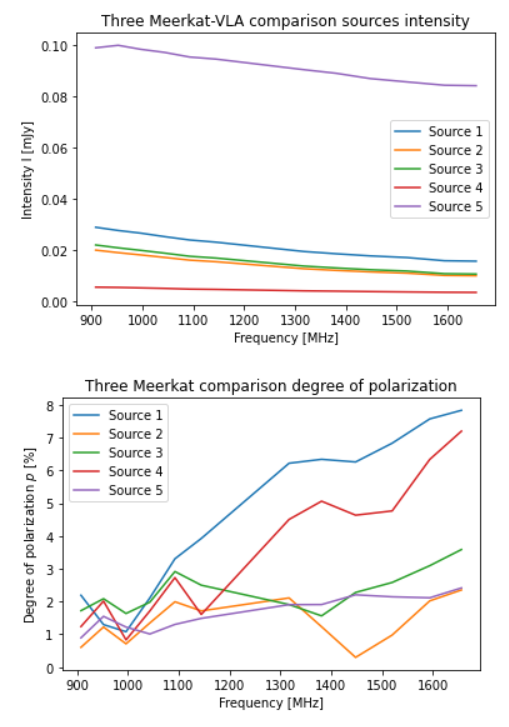 Three Meerkat-VLA comparison sources intensity
0.10
0.08
0.06
0.04
0.02
0.00
Intensity I [mJy]
Source 1
Source 2
Source 3
Source 4
Source 5
900 1000 1100 1200 1300 1400 1500 1600
Frequency [MHz]
Three Meerkat comparison degree of polarization
8
7
6
5
4
3
2
1
0
Degree of polarization p [%]
Source 1
Source 2
Source 3
Source 4
Source 5
900 1000 1100 1200 1300 1400 1500 1600
Frequency [MHz]